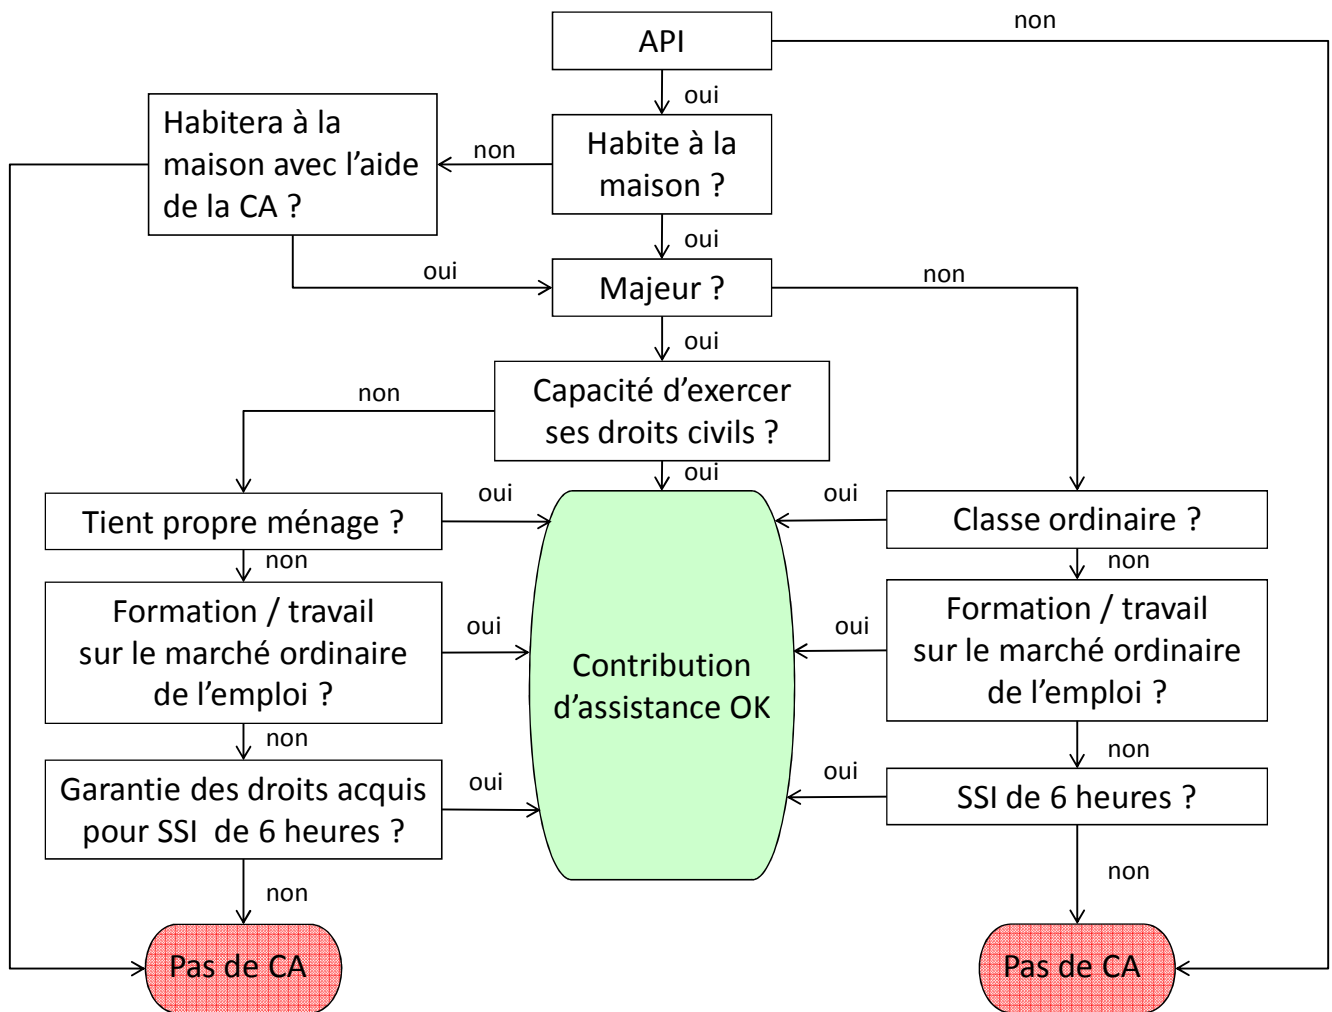 API
non
oui
Habitera à la
maison avec l’aide
de la CA ?
non
Habite à la
maison ?
oui
oui
Majeur ?
non
oui
non
Capacité d’exercer
ses droits civils ?
oui
Tient propre ménage ?
oui
oui
Classe ordinaire ?
non
non
Formation / travail
sur le marché ordinaire
de l’emploi ?
oui
Contribution
d’assistance OK
oui
Formation / travail
sur le marché ordinaire
de l’emploi ?
non
non
Garantie des droits acquis
pour SSI de 6 heures ?
oui
oui
SSI de 6 heures ?
non
non
Pas de CA
Pas de CA